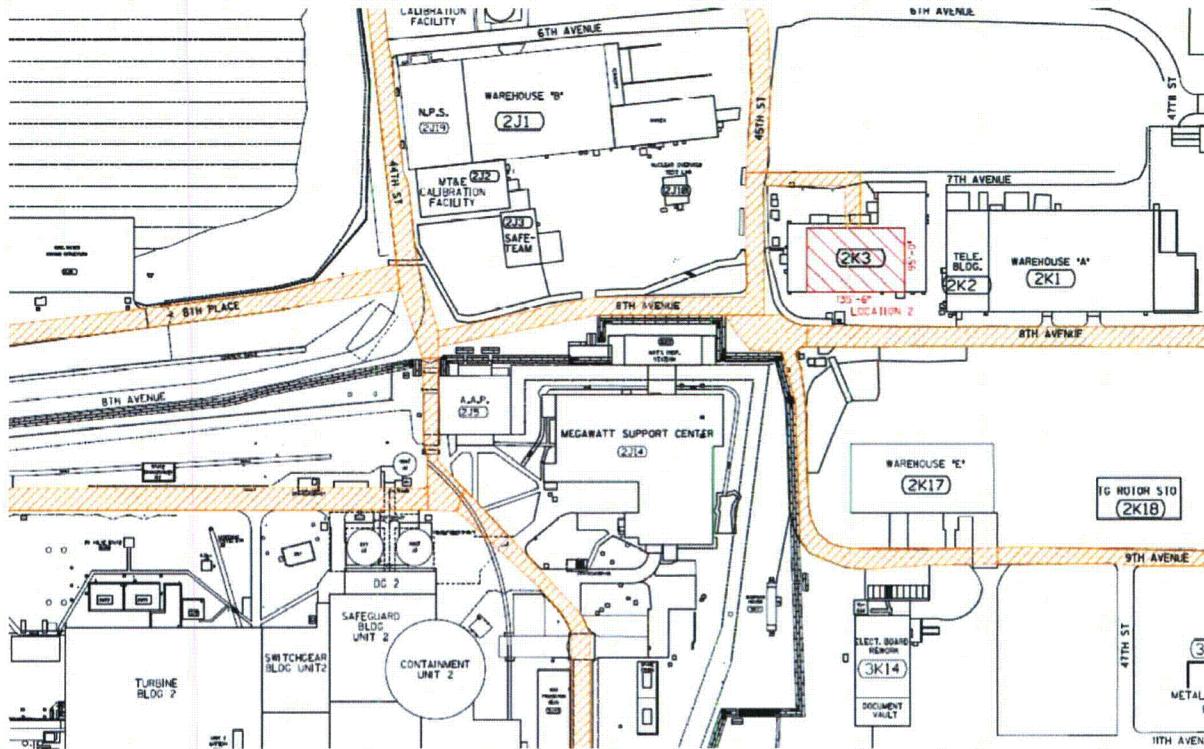 CALIBRATION
FACILITY
6TH AVENUE
6TH AVENUE
47TH ST
45TH ST
44TH ST
N.P.S.
2J19
WAREHOUSE "B"
2J1
MT&E
2J2
CALIBRATION
FACILITY
2J3
SAFE-
TEAM
2J18
7TH AVENUE
2K3
95'-0"
135'-6"
LOCATION 2
TELE.
BLDG.
2K2
WAREHOUSE "A"
2K1
8TH PLACE
8TH AVENUE
8TH AVENUE
8TH AVENUE
A.A.P.
2J5
MEGAWATT SUPPORT CENTER
2J14
WAREHOUSE "E"
2K17
TG ROTOR STO
2K18
9TH AVENUE
DG 2
SAFEGUARD
BLDG
UNIT 2
SWITCHGEAR
BLDG UNIT2
CONTAINMENT
UNIT 2
TURBINE
BLDG 2
ELECT. BOARD
REWORK
3K14
DOCUMENT
VAULT
47TH ST
METAL
11TH AVEN